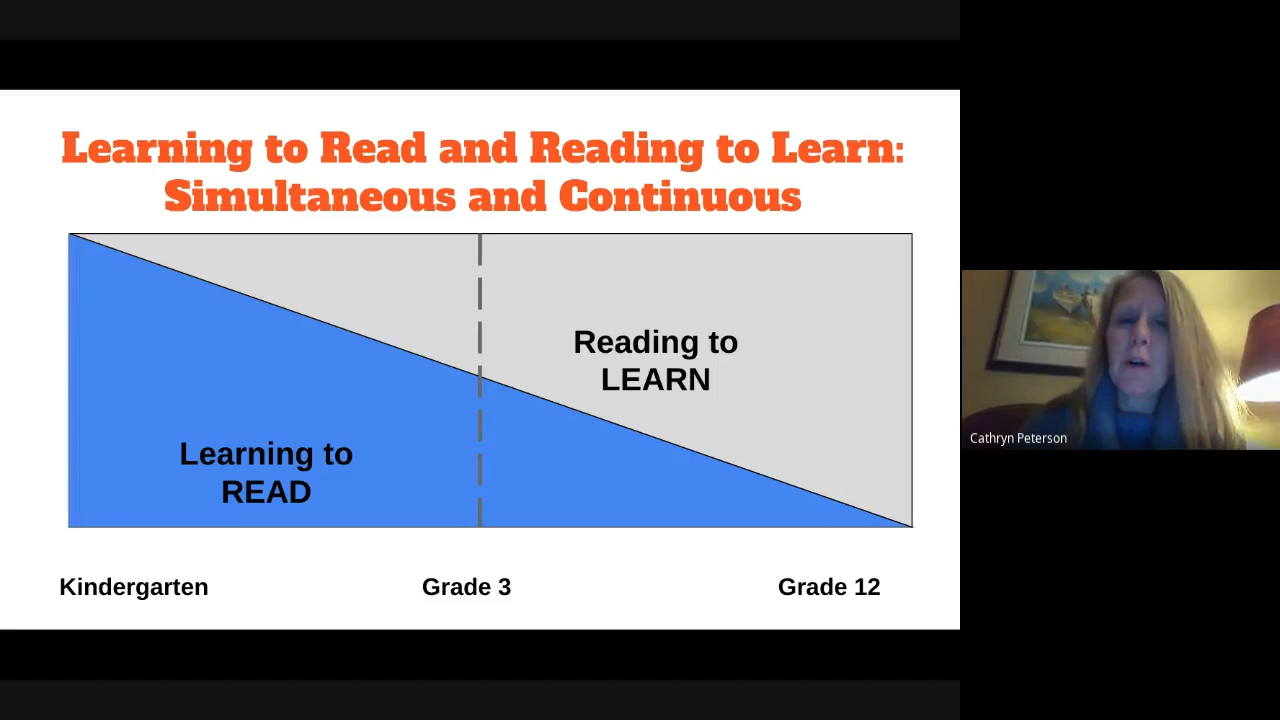 Learning to Read and Reading to Learn:
Simultaneous and Continuous
Reading to
LEARN
Learning to
READ
Kindergarten
Grade 3
Grade 12
Cathryn Peterson